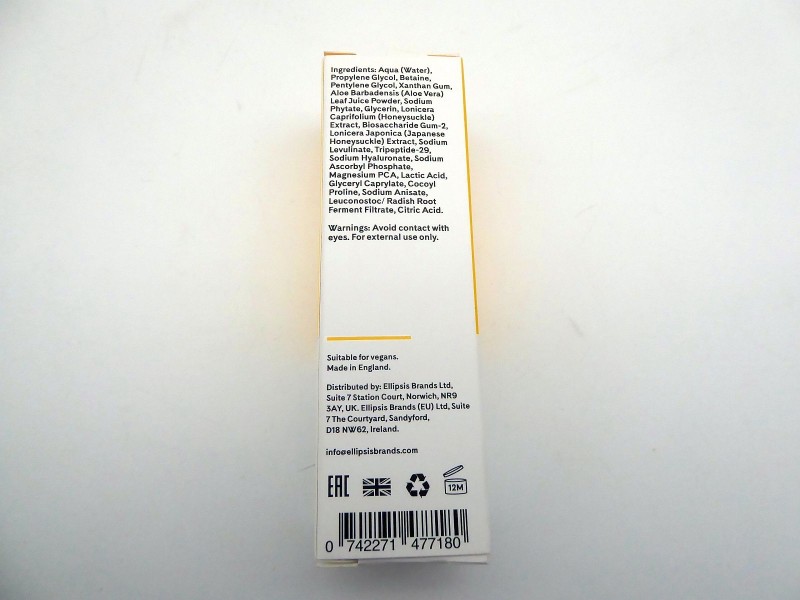 Ingredients: Aqua (Water),
Propylene Glycol, Betaine,
Pentylene Glycol, Xanthan Gum,
Aloe Barbadensis (Aloe Vera)
Leaf Juice Powder, Sodium
Phytate, Glycerin, Lonicera
Caprifolium (Honeysuckle)
Extract, Biosaccharide Gum-2,
Lonicera Japonica (Japanese
Honeysuckle) Extract, Sodium
Levulinate, Tripeptide-29,
Sodium Hyaluronate, Sodium
Ascorbyl Phosphate,
Magnesium PCA, Lactic Acid,
Glyceryl Caprylate, Cocoyl
Proline, Sodium Anisate,
Leuconostoc/ Radish Root
Ferment Filtrate, Citric Acid.
Warnings: Avoid contact with
eyes. For external use only.
Suitable for vegans.
Made in England.
Distributed by: Ellipsis Brands Ltd,
Suite 7 Station Court, Norwich, NR9
3AY, UK. Ellipsis Brands (EU) Ltd, Suite
7 The Courtyard, Sandyford,
D18 NW62, Ireland.
info@ellipsisbrands.com
EAC 12M
0 742271 477180